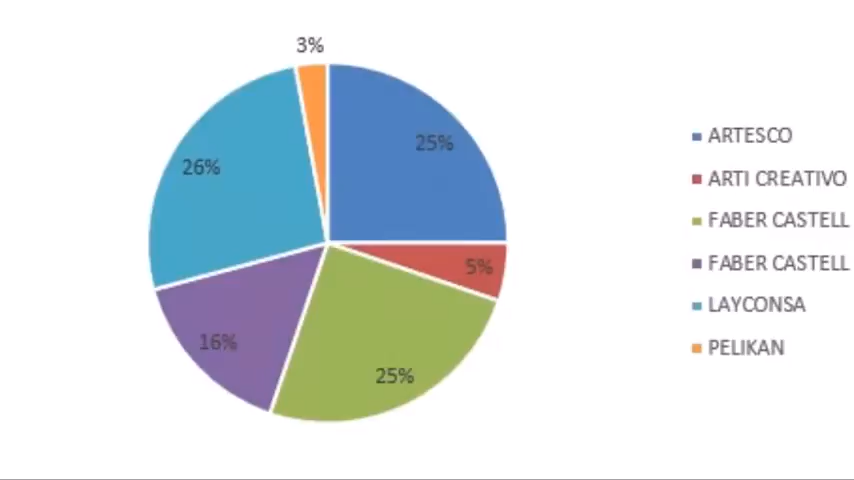 3%
25%
26%
5%
16%
25%
ARTESCO
ARTI CREATIVO
FABER CASTELL
FABER CASTELL
LAYCONSA
PELIKAN